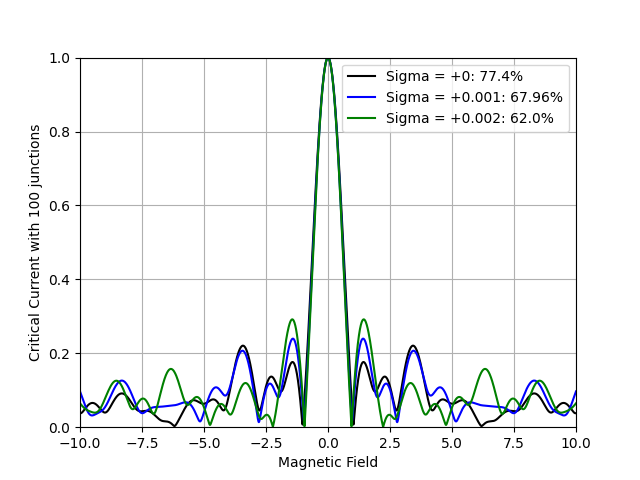 Critical Current with 100 junctions
1.0
0.8
0.6
0.4
0.2
0.0
Sigma = +0: 77.4%
Sigma = +0.001: 67.96%
Sigma = +0.002: 62.0%
−10.0 −7.5 −5.0 −2.5 0.0 2.5 5.0 7.5 10.0
Magnetic Field